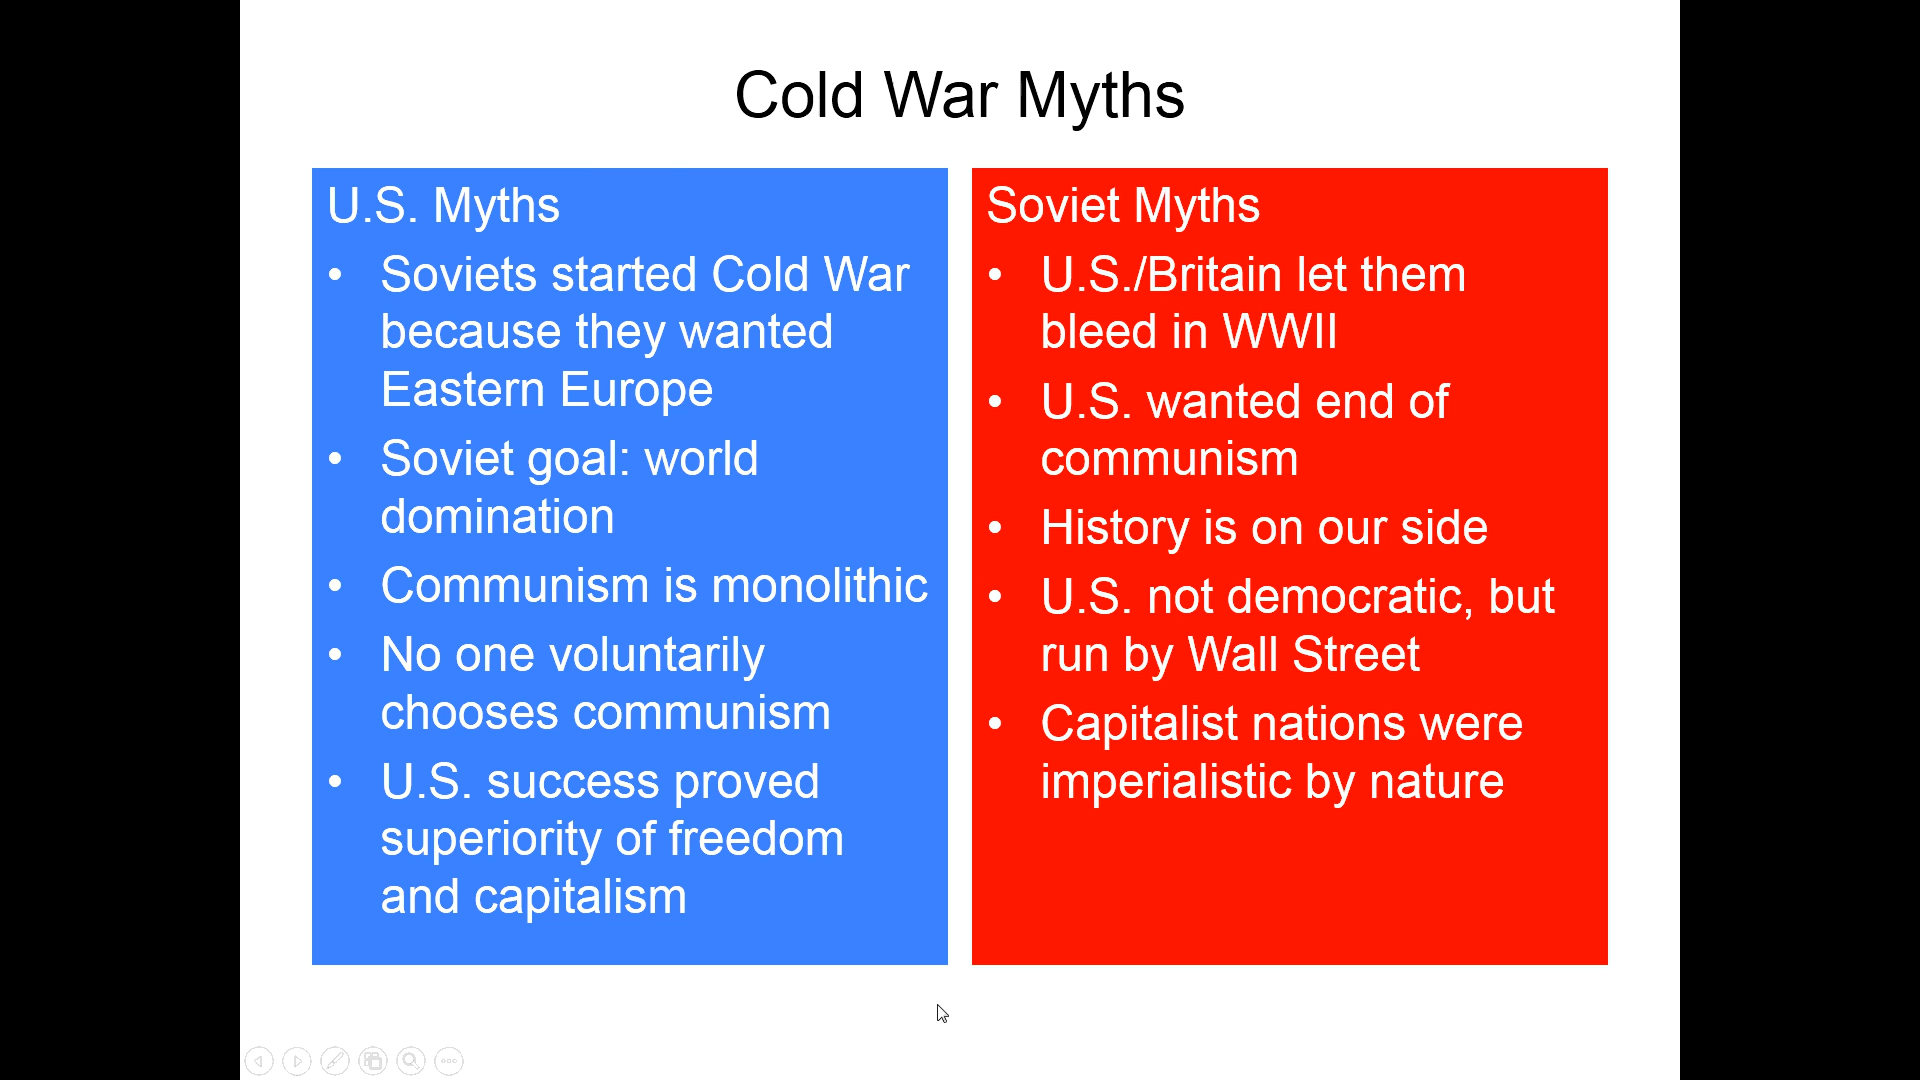 Cold War Myths
U.S. Myths
• Soviets started Cold War
because they wanted
Eastern Europe
• Soviet goal: world
domination
• Communism is monolithic
• No one voluntarily
chooses communism
• U.S. success proved
superiority of freedom
and capitalism
Soviet Myths
• U.S./Britain let them
bleed in WWII
• U.S. wanted end of
communism
• History is on our side
• U.S. not democratic, but
run by Wall Street
• Capitalist nations were
imperialistic by nature